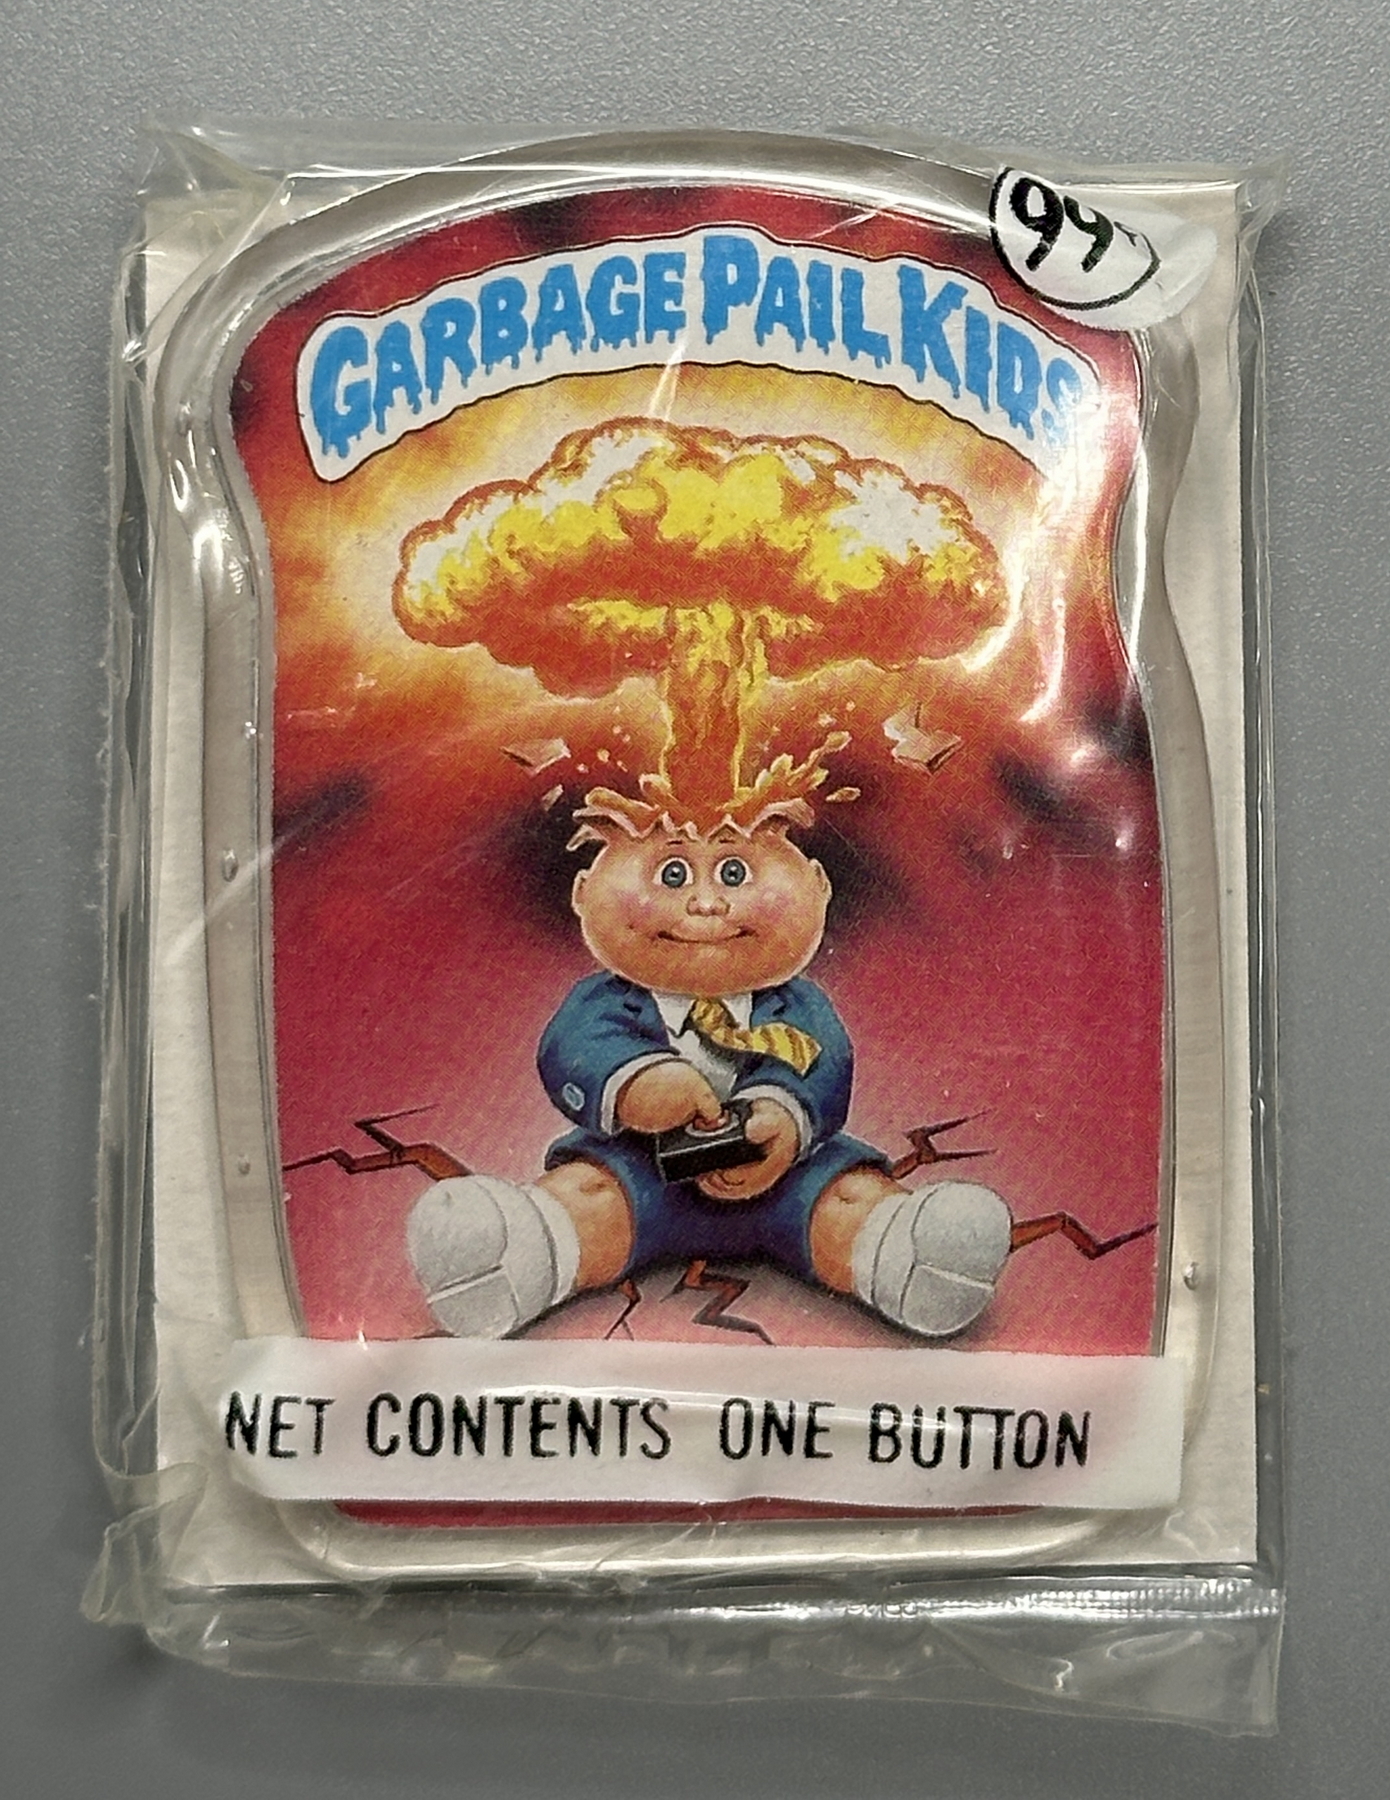 99¢
GARBAGE PAIL KIDS
NET CONTENTS ONE BUTTON